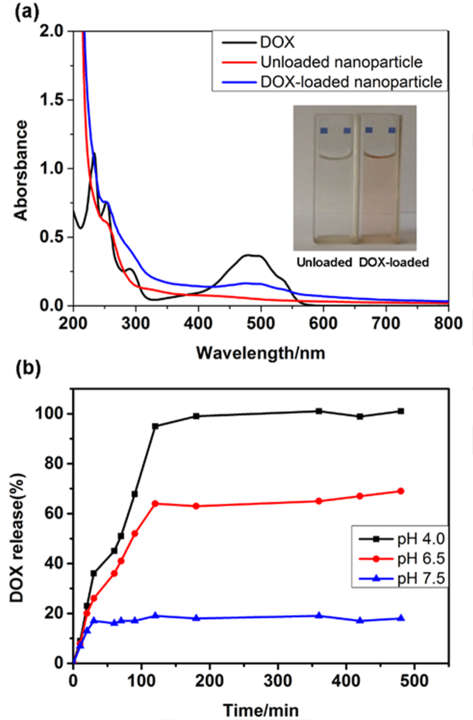 (a)
DOX
Unloaded nanoparticle
DOX-loaded nanoparticle
2.0
1.5
1.0
0.5
0.0
Aborsbance
Unloaded DOX-loaded
200 300 400 500 600 700 800
Wavelength/nm
(b)
100
80
60
40
20
0
DOX release(%)
pH 4.0
pH 6.5
pH 7.5
0 100 200 300 400 500
Time/min